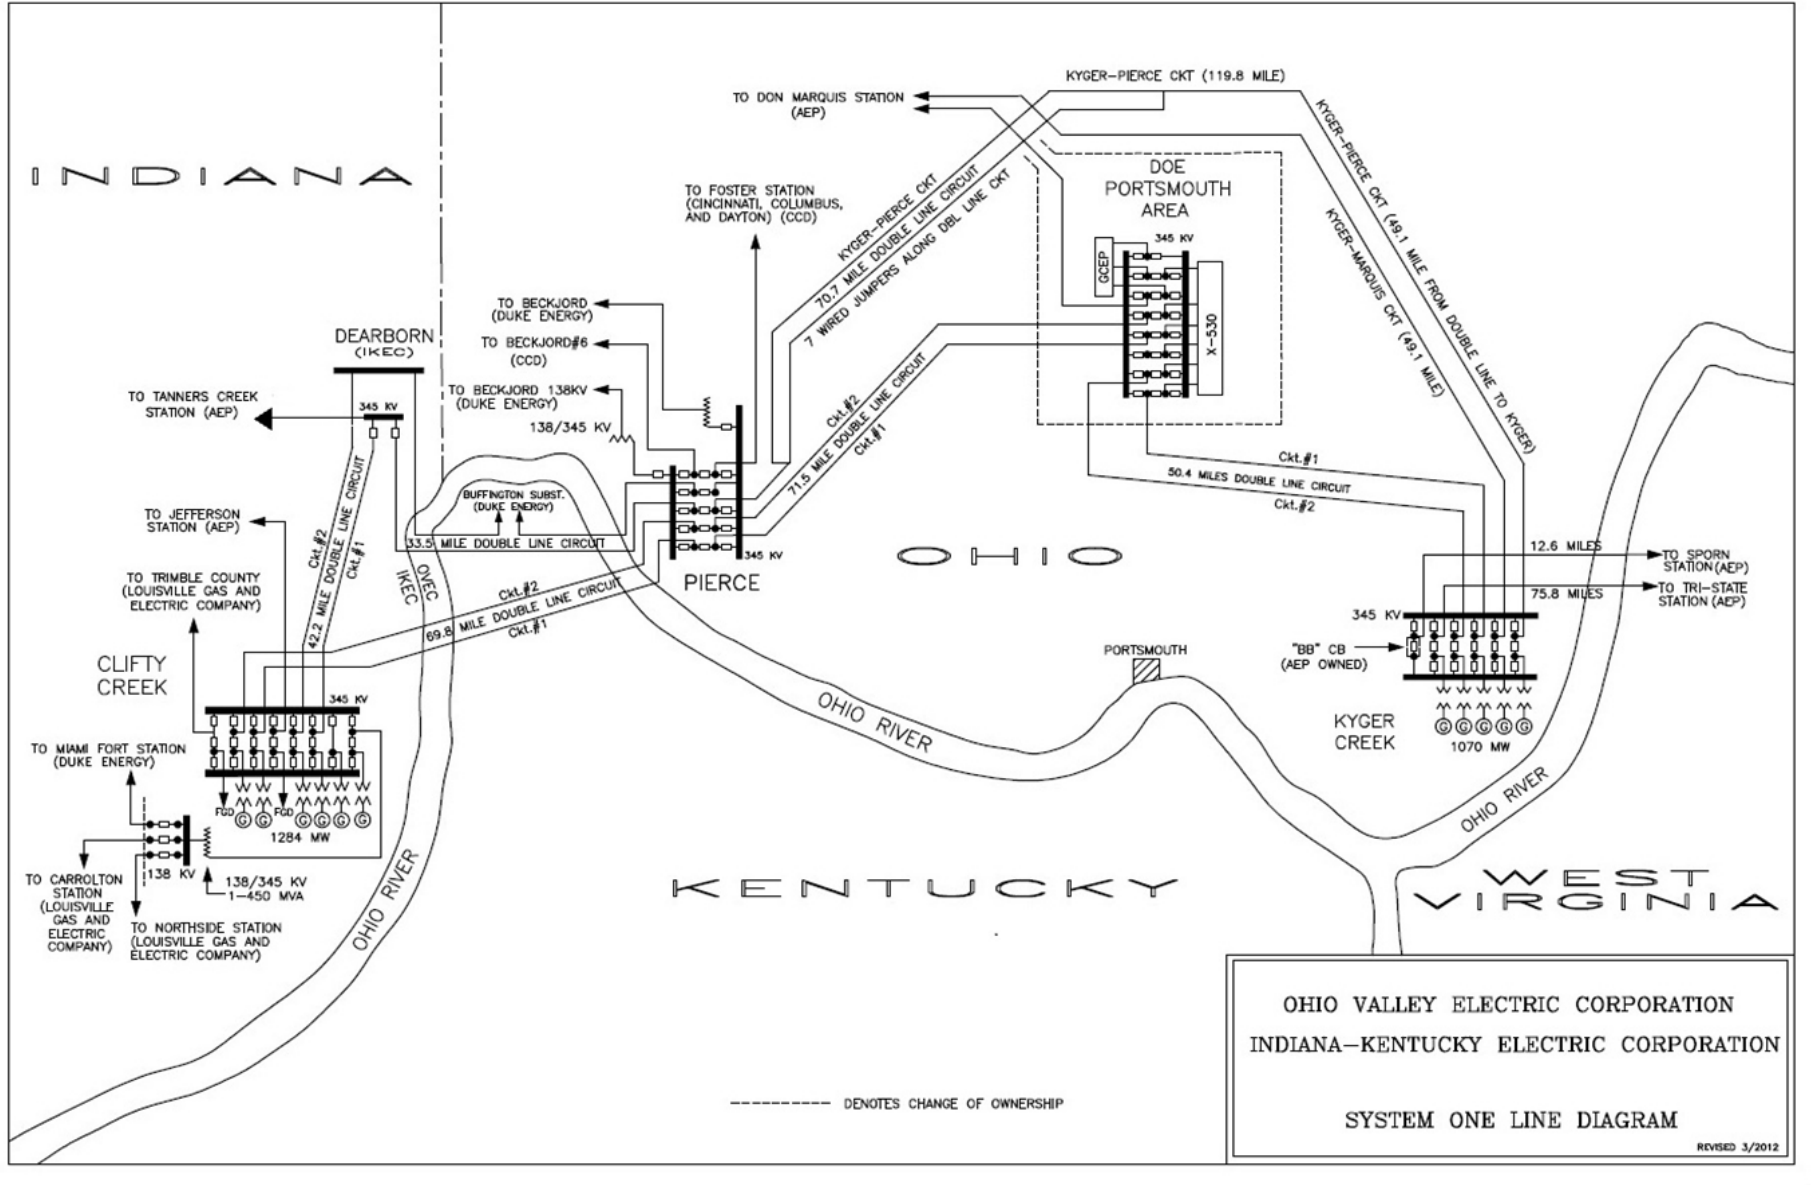 KYGER-PIERCE CKT (119.8 MILE)
TO DON MARQUIS STATION
(AEP)
INDIANA
DOE
PORTSMOUTH
AREA
345 KV
GCEP
X-530
KYGER-PIERCE CKT (49.1 MILE FROM DOUBLE LINE TO KYGER)
KYGER-MARQUIS CKT (49.1 MILE)
TO FOSTER STATION
(CINCINNATI, COLUMBUS,
AND DAYTON) (CCD)
KYGER-PIERCE CKT
70.7 MILE DOUBLE LINE CIRCUIT
7 WIRED JUMPERS ALONG DBL LINE CKT
TO BECKJORD
(DUKE ENERGY)
TO BECKJORD#6
(CCD)
TO BECKJORD 138KV
(DUKE ENERGY)
138/345 KV
DEARBORN
(IKEC)
TO TANNERS CREEK
STATION (AEP)
345 KV
Ckt.#2
71.5 MILE DOUBLE LINE CIRCUIT
Ckt.#1
Ckt.#1
50.4 MILES DOUBLE LINE CIRCUIT
Ckt.#2
BUFFINGTON SUBST.
(DUKE ENERGY)
33.5 MILE DOUBLE LINE CIRCUIT
345 KV
PIERCE
OHIO
TO JEFFERSON
STATION (AEP)
Ckt.#2
42.2 MILE DOUBLE LINE CIRCUIT
Ckt.#1
OVEC
IKEC
Ckt.#2
69.8 MILE DOUBLE LINE CIRCUIT
Ckt.#1
TO TRIMBLE COUNTY
(LOUISVILLE GAS AND
ELECTRIC COMPANY)
12.6 MILES
TO SPORN
STATION(AEP)
75.8 MILES
TO TRI-STATE
STATION (AEP)
345 KV
"BB" CB
(AEP OWNED)
KYGER
CREEK
G G G G G
1070 MW
PORTSMOUTH
CLIFTY
CREEK
345 KV
OHIO RIVER
TO MIAMI FORT STATION
(DUKE ENERGY)
FGD
G G
FGD
G G G G
1284 MW
138 KV
138/345 KV
1-450 MVA
TO CARROLTON
STATION
(LOUISVILLE
GAS AND
ELECTRIC
COMPANY)
TO NORTHSIDE STATION
(LOUISVILLE GAS AND
ELECTRIC COMPANY)
OHIO RIVER
OHIO RIVER
KENTUCKY
WEST
VIRGINIA
DENOTES CHANGE OF OWNERSHIP
OHIO VALLEY ELECTRIC CORPORATION
INDIANA-KENTUCKY ELECTRIC CORPORATION
SYSTEM ONE LINE DIAGRAM
REVISED 3/2012